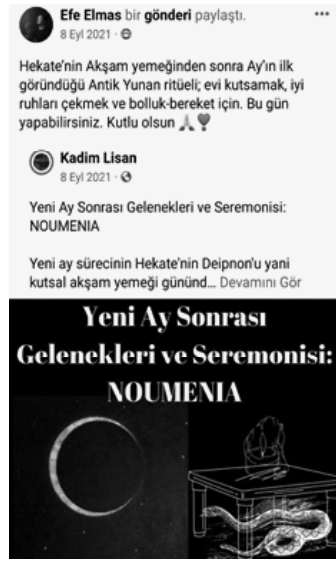 Efe Elmas bir gönderi paylaştı.
8 Eyl 2021 ·
Hekate'nin Akşam yemeğinden sonra Ay'ın ilk
göründüğü Antik Yunan ritüeli; evi kutsamak, iyi
ruhları çekmek ve bolluk-bereket için. Bu gün
yapabilirsiniz. Kutlu olsun 🙏❣️
Kadim Lisan
8 Eyl 2021 ·
Yeni Ay Sonrası Gelenekleri ve Seremonisi:
NOUMENIA
Yeni ay sürecinin Hekate'nin Deipnon'u yani
kutsal akşam yemeği gününd... Devamını Gör
Yeni Ay Sonrası
Gelenekleri ve Seremonisi:
NOUMENIA